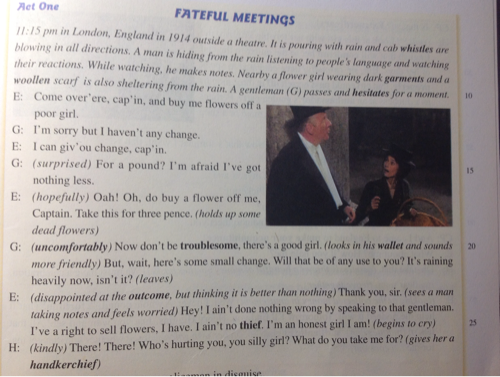 Act One
FATEFUL MEETINGS
11:15 pm in London, England in 1914 outside a theatre. It is pouring with rain and cab whistles are
blowing in all directions. A man is hiding from the rain listening to people's language and watching
their reactions. While watching, he makes notes. Nearby a flower girl wearing dark garments and a
woollen scarf is also sheltering from the rain. A gentleman (G) passes and hesitates for a moment. 10
E: Come over'ere, cap'in, and buy me flowers off a
poor girl.
G: I'm sorry but I haven't any change.
E: I can giv'ou change, cap'in.
G: (surprised) For a pound? I'm afraid I've got 15
nothing less.
E: (hopefully) Oah! Oh, do buy a flower off me,
Captain. Take this for three pence. (holds up some
dead flowers)
G: (uncomfortably) Now don't be troublesome, there's a good girl. (looks in his wallet and sounds 20
more friendly) But, wait, here's some small change. Will that be of any use to you? It's raining
heavily now, isn't it? (leaves)
E: (disappointed at the outcome, but thinking it is better than nothing) Thank you, sir. (sees a man
taking notes and feels worried) Hey! I ain't done nothing wrong by speaking to that gentleman.
I've a right to sell flowers, I have. I ain't no thief. I'm an honest girl I am! (begins to cry) 25
H: (kindly) There! There! Who's hurting you, you silly girl? What do you take me for? (gives her a
handkerchief)
in disguise